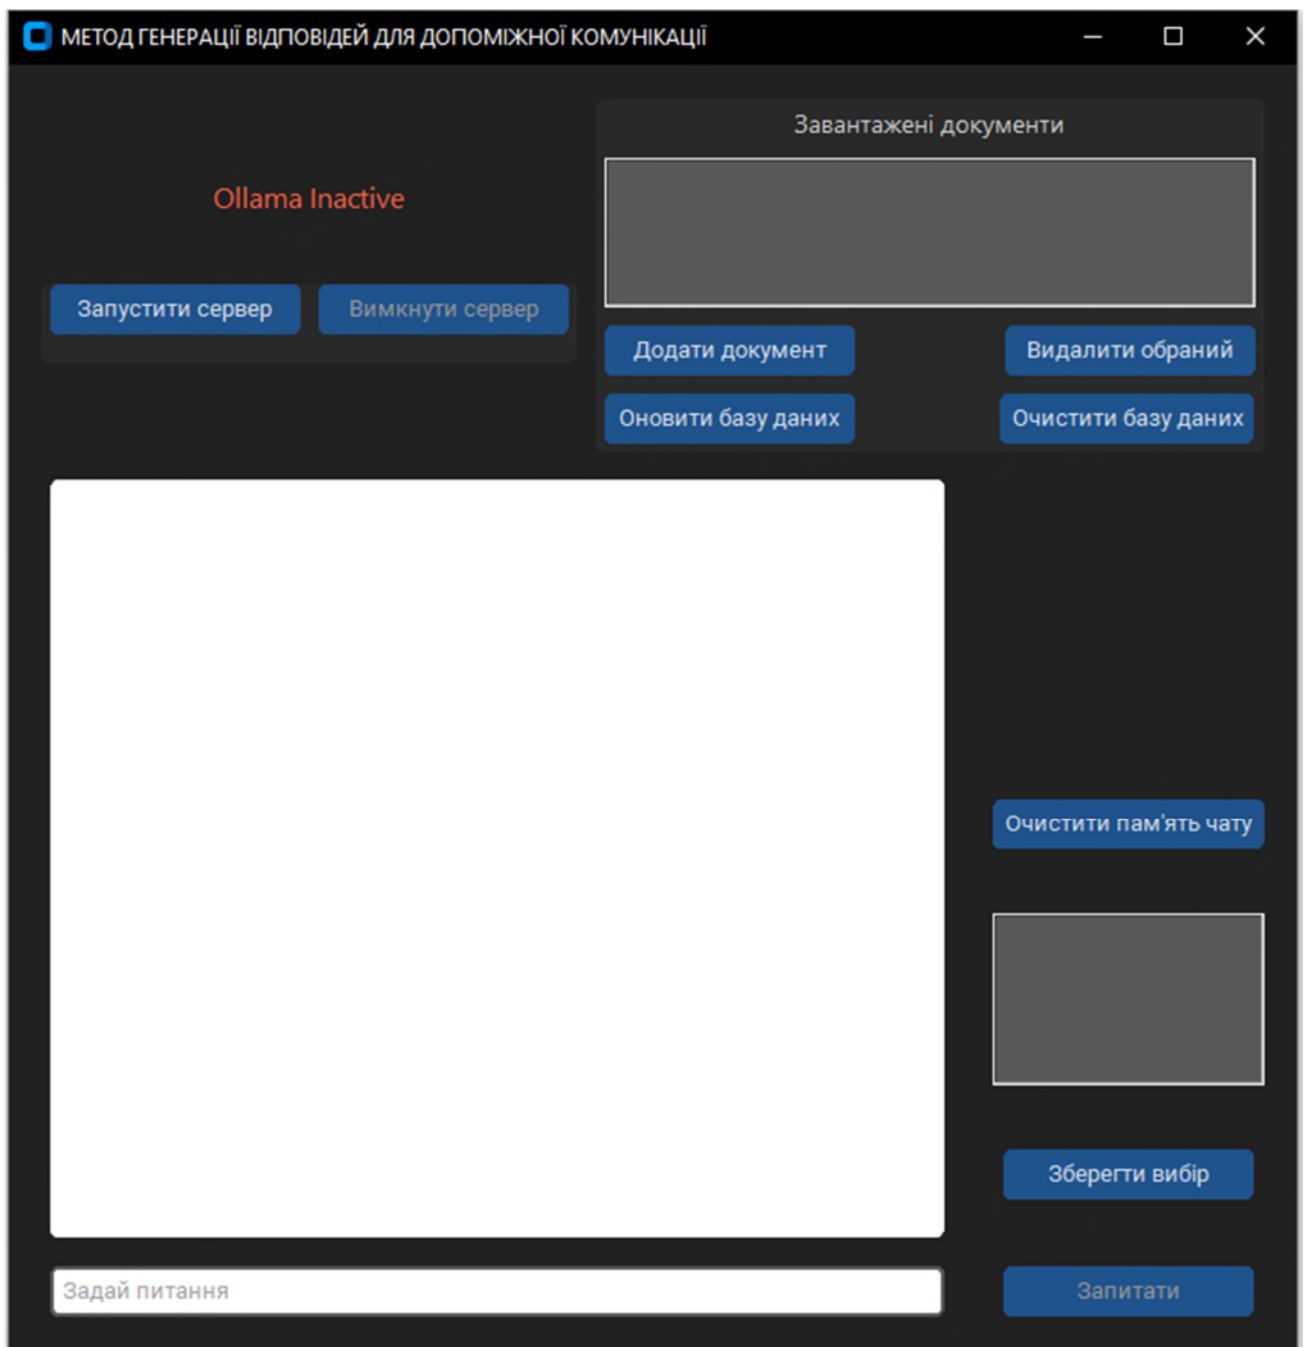 МЕТОД ГЕНЕРАЦІЇ ВІДПОВІДЕЙ ДЛЯ ДОПОМІЖНОЇ КОМУНІКАЦІЇ
Завантажені документи
Ollama Inactive
Запустити сервер
Вимкнути сервер
Додати документ
Видалити обраний
Оновити базу даних
Очистити базу даних
Очистити пам'ять чату
Зберегти вибір
Задай питання
Запитати